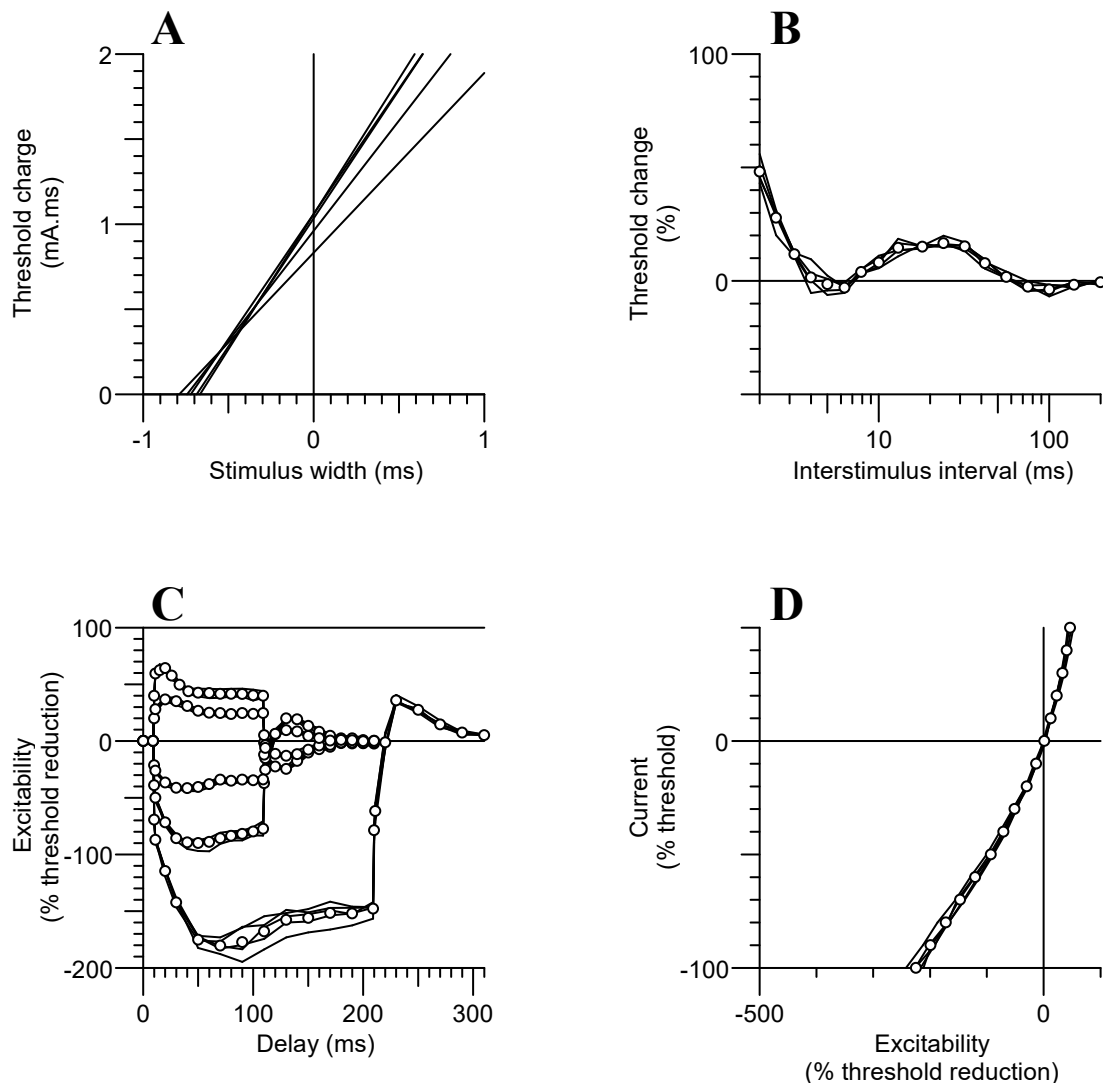 A
2
1
0
-1
0
1
Threshold charge
(mA.ms)
Stimulus width (ms)
B
100
0
10
100
Threshold change
(%)
Interstimulus interval (ms)
C
100
0
-100
-200
0
100
200
300
Excitability
(% threshold reduction)
Delay (ms)
D
0
-100
-500
0
Current
(% threshold)
Excitability
(% threshold reduction)